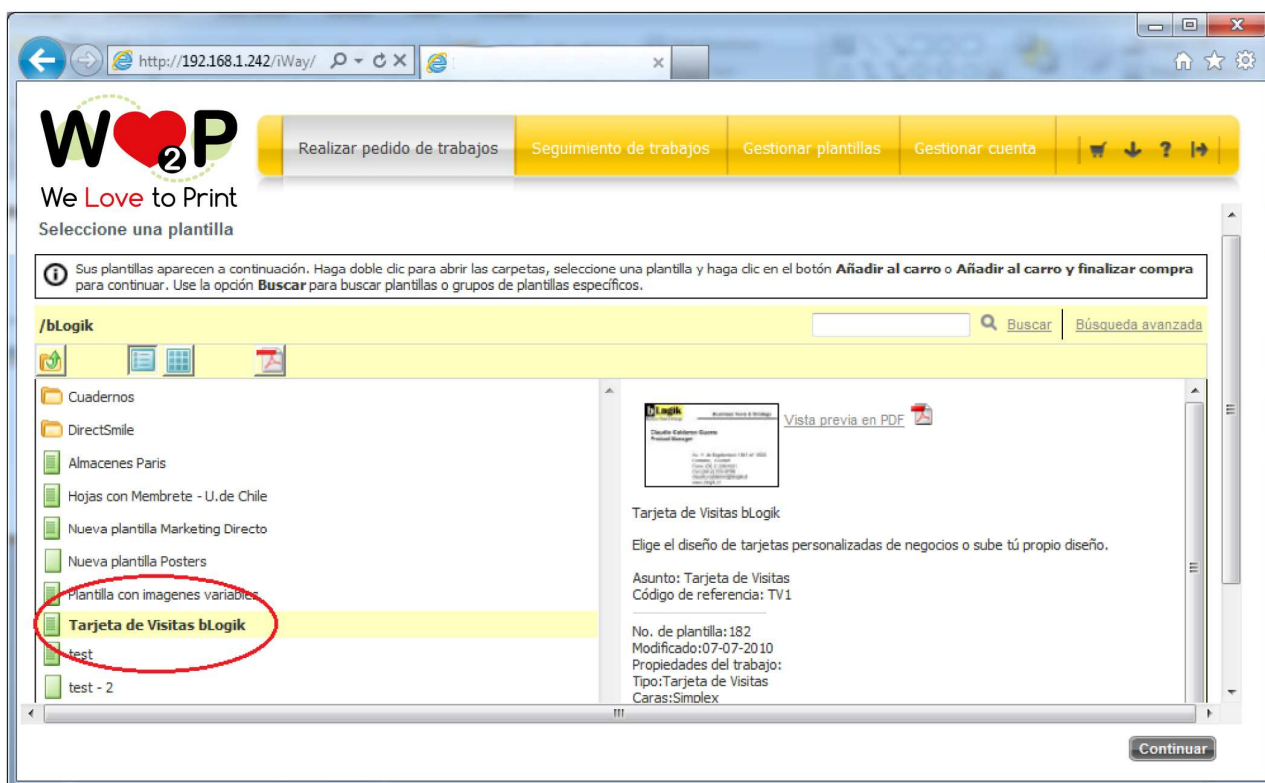 http://192.168.1.242/iWay/
W 2 P
We Love to Print
Realizar pedido de trabajos
Seguimiento de trabajos
Gestionar plantillas
Gestionar cuenta
Seleccione una plantilla
Sus plantillas aparecen a continuación. Haga doble clic para abrir las carpetas, seleccione una plantilla y haga clic en el botón Añadir al carro o Añadir al carro y finalizar compra
para continuar. Use la opción Buscar para buscar plantillas o grupos de plantillas específicos.
/bLogik
Buscar
Búsqueda avanzada
Cuadernos
DirectSmile
Almacenes Paris
Hojas con Membrete - U.de Chile
Nueva plantilla Marketing Directo
Nueva plantilla Posters
Plantilla con imagenes variables
Tarjeta de Visitas bLogik
test
test - 2
bLogik
Claudio Calderon Guerra
Product Manager
Vista previa en PDF
Tarjeta de Visitas bLogik
Elige el diseño de tarjetas personalizadas de negocios o sube tú propio diseño.
Asunto: Tarjeta de Visitas
Código de referencia: TV1
No. de plantilla:182
Modificado:07-07-2010
Propiedades del trabajo:
Tipo:Tarjeta de Visitas
Caras:Simplex
Continuar